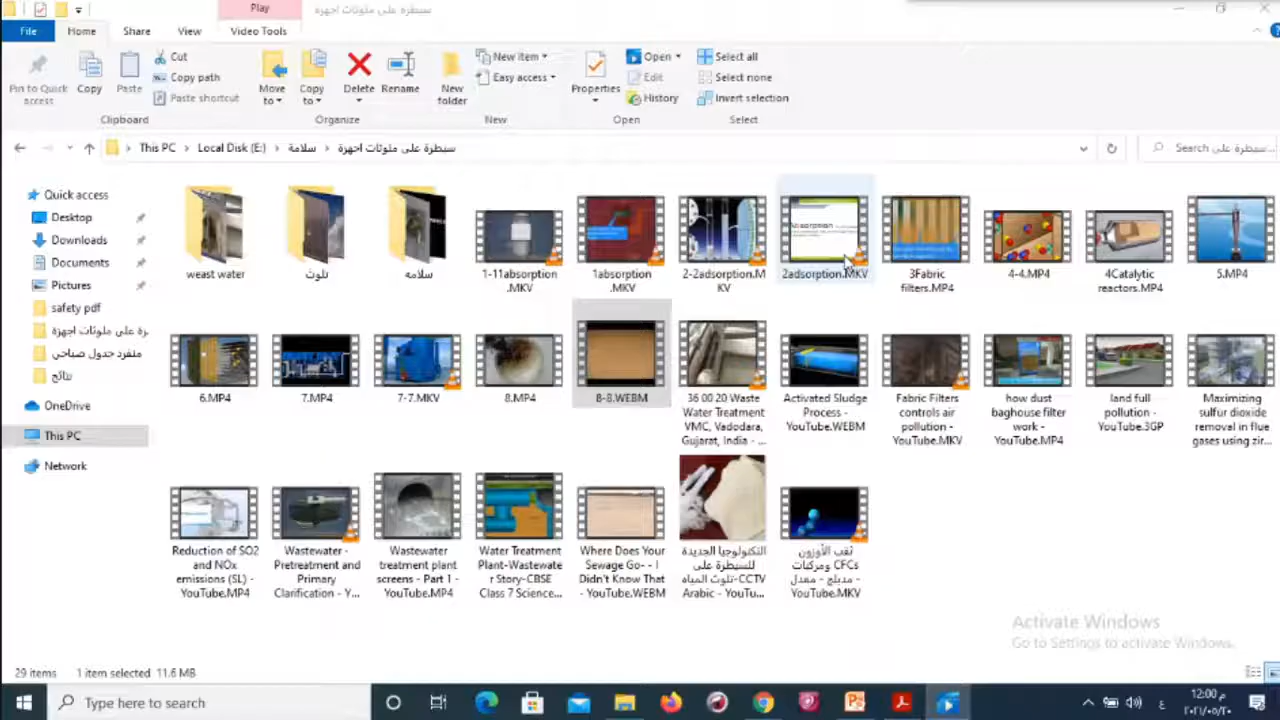 Play
سيطرة على ملوثات اجهزة
File
Home
Share
View
Video Tools
Pin to Quick access
Copy
Paste
Cut
Copy path
Paste shortcut
Move to
Copy to
Delete
Rename
New folder
New item
Easy access
Properties
Open
Edit
History
Select all
Select none
Invert selection
Clipboard
Organize
New
Open
Select
This PC
Local Disk (E:)
سلامة
سيطرة على ملوثات اجهزة
Search سيطرة على...
Quick access
Desktop
Downloads
Documents
Pictures
safety pdf
رة على ملوثات اجهزة
منفرد جدول صباحي
نتائج
OneDrive
This PC
Network
weast water
تلوث
سلامه
1-11absorption
.MKV
1absorption
.MKV
2-2adsorption.M
KV
2adsorption.MKV
3Fabric
filters.MP4
4-4.MP4
4Catalytic
reactors.MP4
5.MP4
6.MP4
7.MP4
7-7.MKV
8.MP4
8-8.WEBM
36 00 20 Waste
Water Treatment
VMC, Vadodara,
Gujarat, India - ...
Activated Sludge
Process -
YouTube.WEBM
Fabric Filters
controls air
pollution -
YouTube.MKV
how dust
baghouse filter
work -
YouTube.MP4
land full
pollution -
YouTube.3GP
Maximizing
sulfur dioxide
removal in flue
gases using zir...
Reduction of SO2
and NOx
emissions (SL) -
YouTube.MP4
Wastewater -
Pretreatment and
Primary
Clarification - Y...
Wastewater
treatment plant
screens - Part 1 -
YouTube.MP4
Water Treatment
Plant-Wastewate
r Story-CBSE
Class 7 Science...
Where Does Your
Sewage Go- - I
Didn't Know That
- YouTube.WEBM
التكنولوجيا الجديدة
للسيطرة على
تلوث المياه-CCTV
Arabic - YouTu...
ثقب الأوزون
ومركبات CFCs
- مدبلج - معدل
YouTube.MKV
Activate Windows
Go to Settings to activate Windows.
29 items
1 item selected 11.6 MB
Type here to search
ع
12:00 م